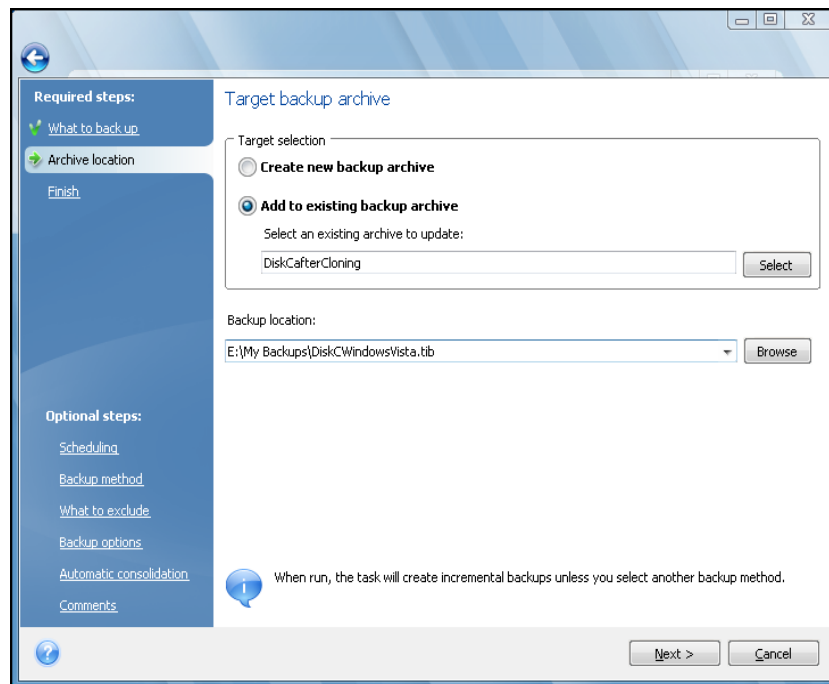 Required steps:
What to back up
Archive location
Finish
Optional steps:
Scheduling
Backup method
What to exclude
Backup options
Automatic consolidation
Comments
Target backup archive
Target selection
Create new backup archive
Add to existing backup archive
Select an existing archive to update:
DiskCafterCloning
Select
Backup location:
E:\My Backups\DiskCWindowsVista.tib
Browse
When run, the task will create incremental backups unless you select another backup method.
Next >
Cancel